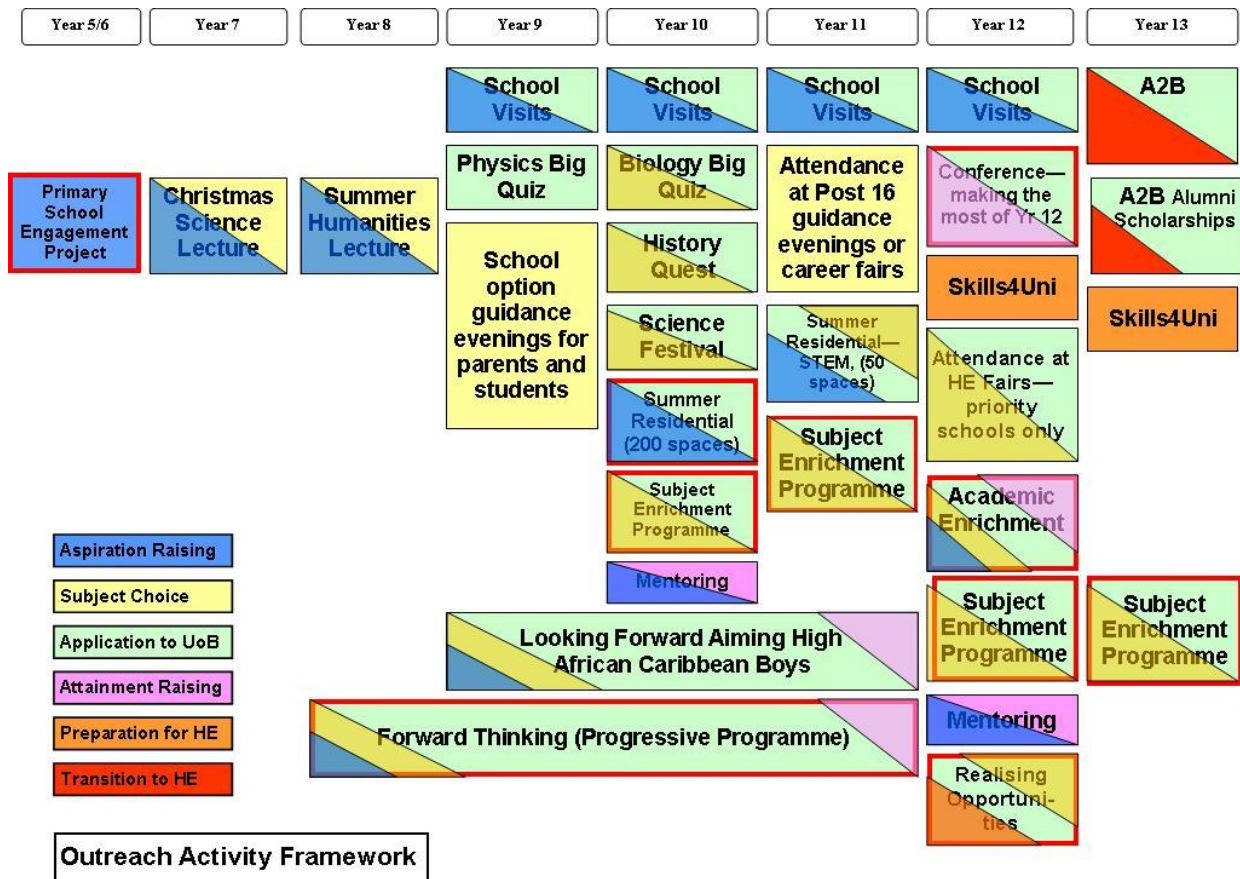 Year 5/6
Year 7
Year 8
Year 9
Year 10
Year 11
Year 12
Year 13
Primary
School
Engagement
Project
Christmas
Science
Lecture
Summer
Humanities
Lecture
School
Visits
Physics Big
Quiz
School
option
guidance
evenings for
parents and
students
School
Visits
Biology Big
Quiz
History
Quest
Science
Festival
Summer
Residential
(200 spaces)
Subject
Enrichment
Programme
Mentoring
School
Visits
Attendance
at Post 16
guidance
evenings or
career fairs
Summer
Residential—
STEM, (50
spaces)
Subject
Enrichment
Programme
School
Visits
Conference—
making the
most of Yr 12
Skills4Uni
Attendance at
HE Fairs—
priority
schools only
Academic
Enrichment
Subject
Enrichment
Programme
Mentoring
Realising
Opportuni-
ties
A2B
A2B Alumni
Scholarships
Skills4Uni
Subject
Enrichment
Programme
Looking Forward Aiming High
African Caribbean Boys
Forward Thinking (Progressive Programme)
Aspiration Raising
Subject Choice
Application to UoB
Attainment Raising
Preparation for HE
Transition to HE
Outreach Activity Framework